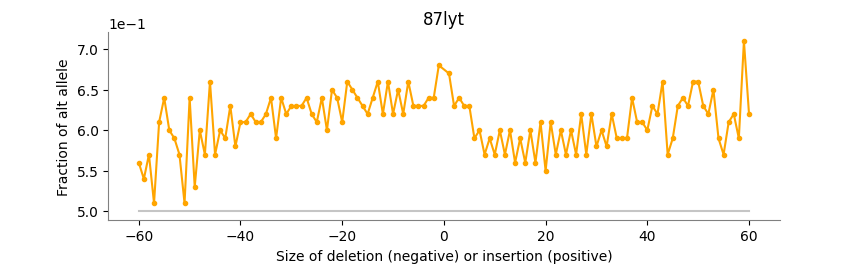 87lyt
1e−1
7.0
6.5
6.0
5.5
5.0
Fraction of alt allele
−60 −40 −20 0 20 40 60
Size of deletion (negative) or insertion (positive)